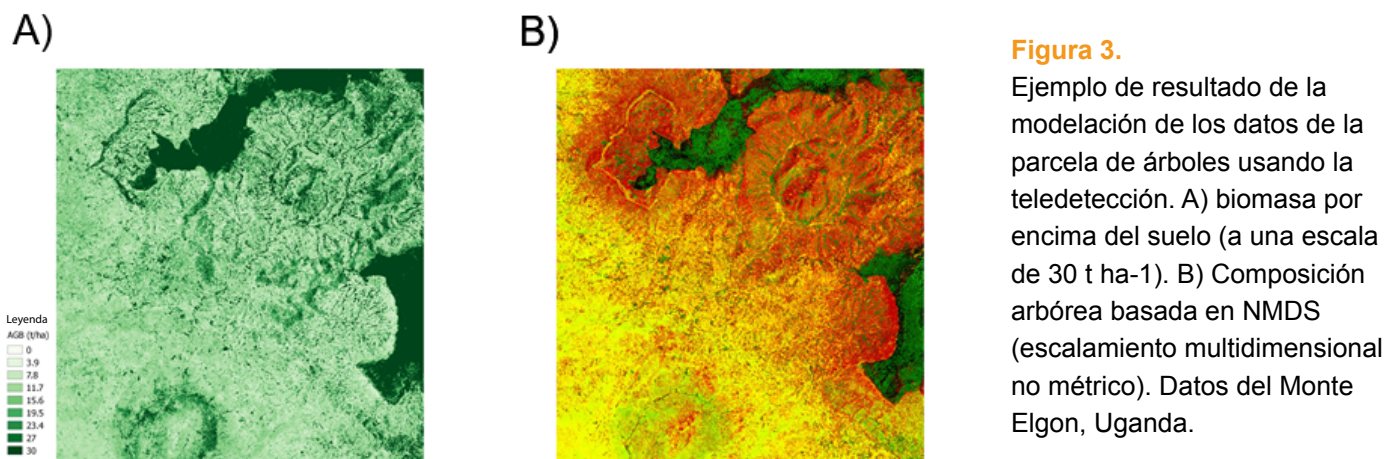 A)
B)
Leyenda
AGB (t/ha)
0
3.9
7.8
11.7
15.6
19.5
23.4
27
30
Figura 3.
Ejemplo de resultado de la
modelación de los datos de la
parcela de árboles usando la
teledetección. A) biomasa por
encima del suelo (a una escala
de 30 t ha-1). B) Composición
arbórea basada en NMDS
(escalamiento multidimensional
no métrico). Datos del Monte
Elgon, Uganda.